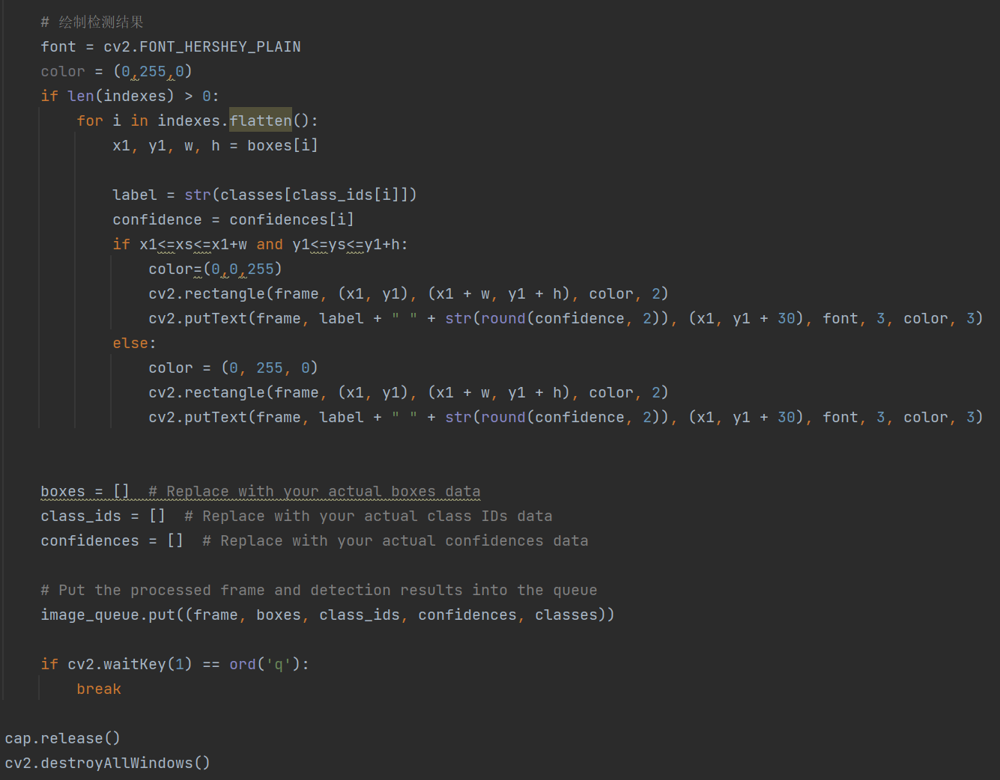 # 绘制检测结果
font = cv2.FONT_HERSHEY_PLAIN
color = (0,255,0)
if len(indexes) > 0:
for i in indexes.flatten():
x1, y1, w, h = boxes[i]
label = str(classes[class_ids[i]])
confidence = confidences[i]
if x1<=xs<=x1+w and y1<=ys<=y1+h:
color=(0,0,255)
cv2.rectangle(frame, (x1, y1), (x1 + w, y1 + h), color, 2)
cv2.putText(frame, label + " " + str(round(confidence, 2)), (x1, y1 + 30), font, 3, color, 3)
else:
color = (0, 255, 0)
cv2.rectangle(frame, (x1, y1), (x1 + w, y1 + h), color, 2)
cv2.putText(frame, label + " " + str(round(confidence, 2)), (x1, y1 + 30), font, 3, color, 3)
boxes = []  # Replace with your actual boxes data
class_ids = []  # Replace with your actual class IDs data
confidences = []  # Replace with your actual confidences data
# Put the processed frame and detection results into the queue
image_queue.put((frame, boxes, class_ids, confidences, classes))
if cv2.waitKey(1) == ord('q'):
break
cap.release()
cv2.destroyAllWindows()